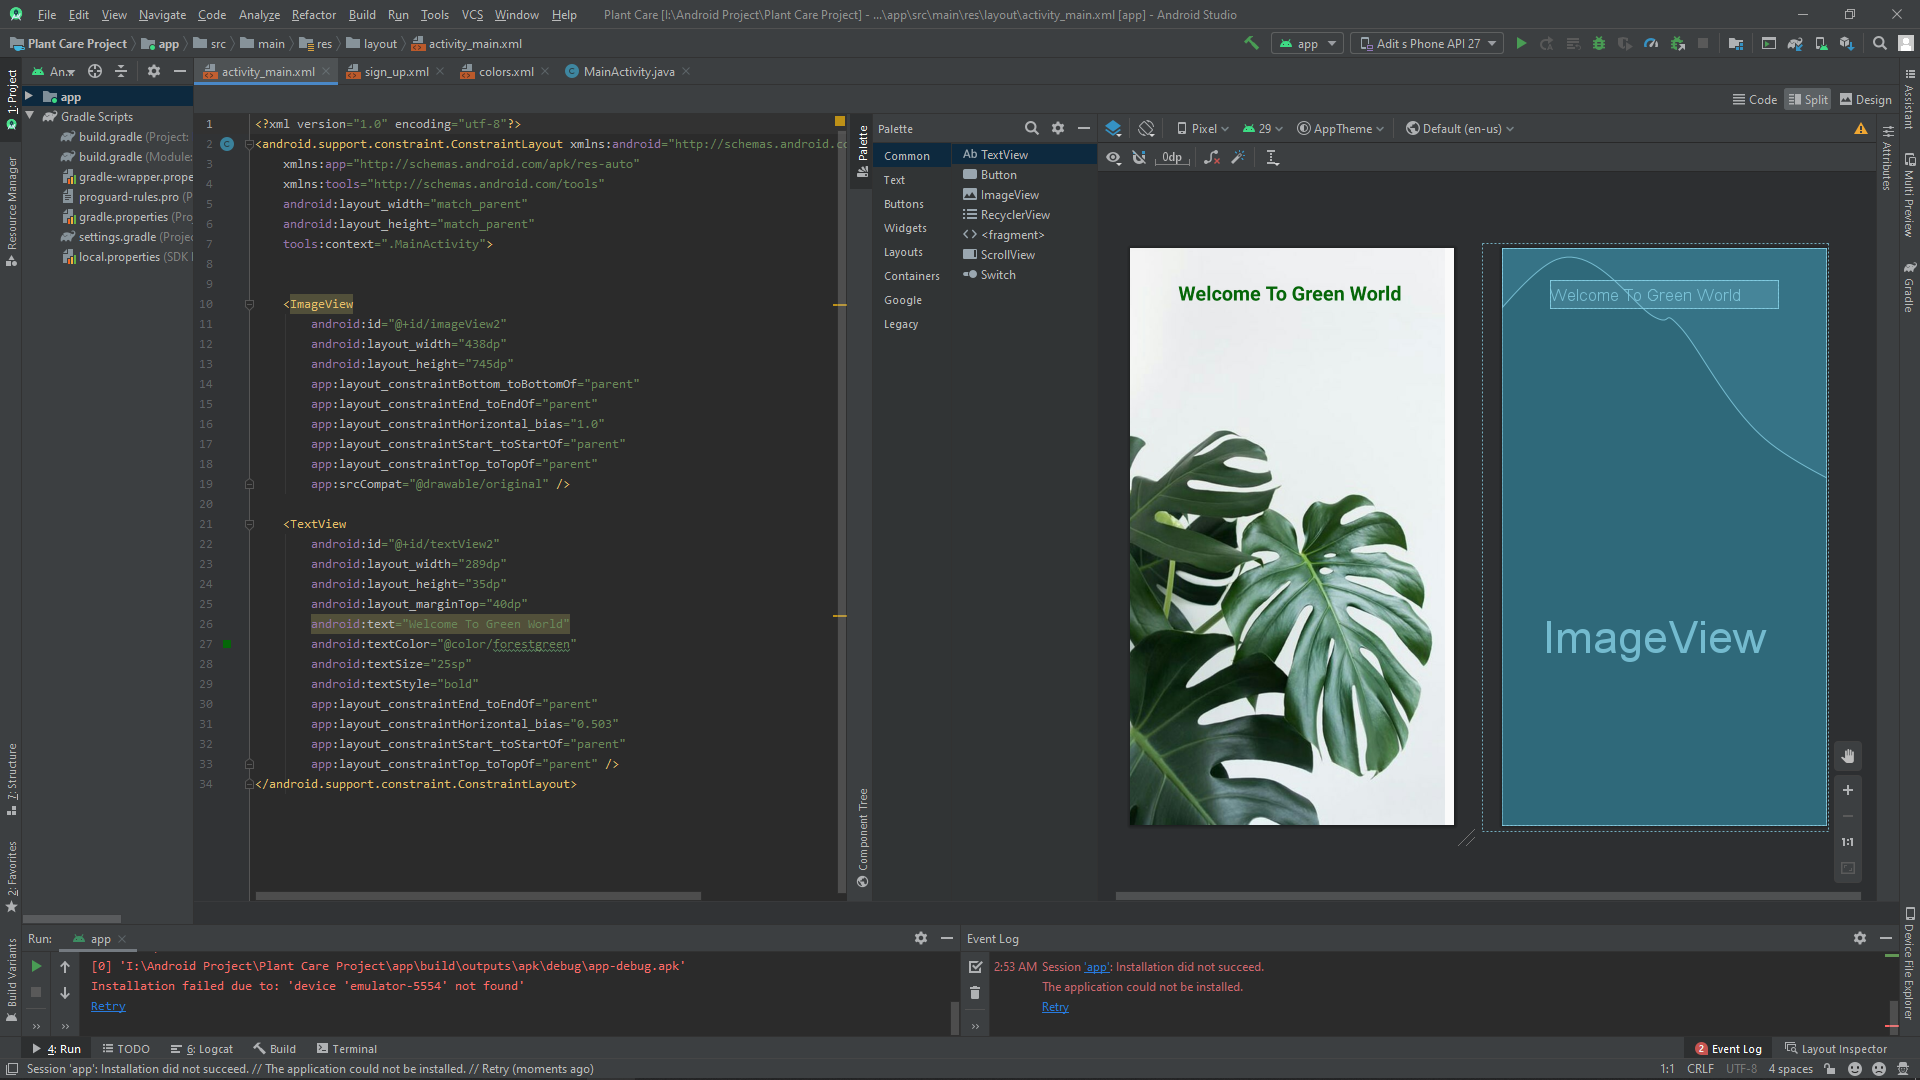 File Edit View Navigate Code Analyze Refactor Build Run Tools VCS Window Help Plant Care [I:\Android Project\Plant Care Project] - ...\app\src\main\res\layout\activity_main.xml [app] - Android Studio
Plant Care Project app src main res layout activity_main.xml app Adit s Phone API 27
An.. activity_main.xml sign_up.xml colors.xml MainActivity.java
Code Split Design
1: Project
Resource Manager
7: Structure
2: Favorites
Build Variants
app
Gradle Scripts
build.gradle (Project:
build.gradle (Module:
gradle-wrapper.prope
proguard-rules.pro (P
gradle.properties (Pro
settings.gradle (Projec
local.properties (SDK
1 <?xml version="1.0" encoding="utf-8"?>
2 <android.support.constraint.ConstraintLayout xmlns:android="http://schemas.android.co
3 xmlns:app="http://schemas.android.com/apk/res-auto"
4 xmlns:tools="http://schemas.android.com/tools"
5 android:layout_width="match_parent"
6 android:layout_height="match_parent"
7 tools:context=".MainActivity">
8
9
10 <ImageView
11 android:id="@+id/imageView2"
12 android:layout_width="438dp"
13 android:layout_height="745dp"
14 app:layout_constraintBottom_toBottomOf="parent"
15 app:layout_constraintEnd_toEndOf="parent"
16 app:layout_constraintHorizontal_bias="1.0"
17 app:layout_constraintStart_toStartOf="parent"
18 app:layout_constraintTop_toTopOf="parent"
19 app:srcCompat="@drawable/original" />
20
21 <TextView
22 android:id="@+id/textView2"
23 android:layout_width="289dp"
24 android:layout_height="35dp"
25 android:layout_marginTop="40dp"
26 android:text="Welcome To Green World"
27 android:textColor="@color/forestgreen"
28 android:textSize="25sp"
29 android:textStyle="bold"
30 app:layout_constraintEnd_toEndOf="parent"
31 app:layout_constraintHorizontal_bias="0.503"
32 app:layout_constraintStart_toStartOf="parent"
33 app:layout_constraintTop_toTopOf="parent" />
34 </android.support.constraint.ConstraintLayout>
Palette
Component Tree
Palette
Common
Text
Buttons
Widgets
Layouts
Containers
Google
Legacy
Ab TextView
Button
ImageView
RecyclerView
<> <fragment>
ScrollView
Switch
Pixel 29 AppTheme Default (en-us)
0dp
Welcome To Green World
Welcome To Green World
ImageView
1:1
Assistant
Attributes
Multi Preview
Gradle
Device File Explorer
Run: app
[0] 'I:\Android Project\Plant Care Project\app\build\outputs\apk\debug\app-debug.apk'
Installation failed due to: 'device 'emulator-5554' not found'
Retry
Event Log
2:53 AM Session 'app': Installation did not succeed.
The application could not be installed.
Retry
4: Run TODO 6: Logcat Build Terminal 2 Event Log Layout Inspector
Session 'app': Installation did not succeed. // The application could not be installed. // Retry (moments ago) 1:1 CRLF UTF-8 4 spaces